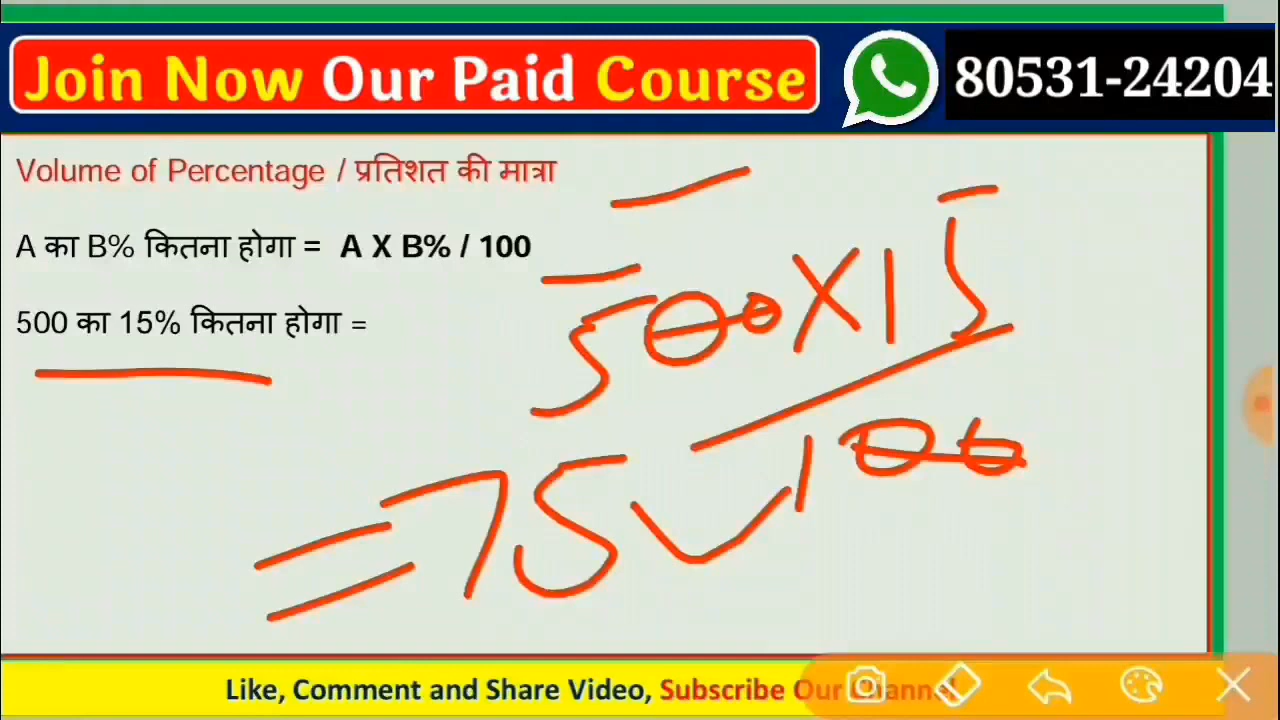 Join Now Our Paid Course 80531-24204
Volume of Percentage / प्रतिशत की मात्रा
A का B% कितना होगा = A X B% / 100
500 का 15% कितना होगा =
500 X 15
100
= 75
Like, Comment and Share Video, Subscribe Our Channel